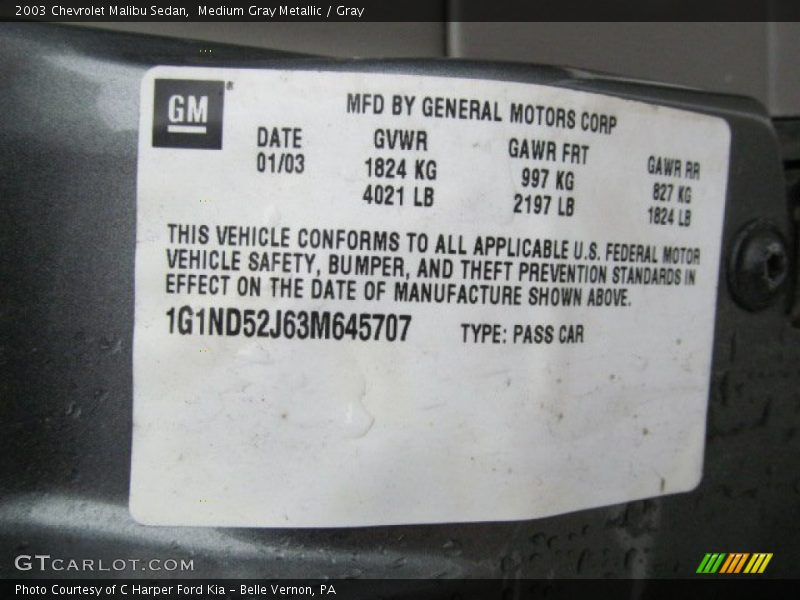 2003 Chevrolet Malibu Sedan, Medium Gray Metallic / Gray
GM ®
MFD BY GENERAL MOTORS CORP
DATE GVWR GAWR FRT GAWR RR
01/03 1824 KG 997 KG 827 KG
4021 LB 2197 LB 1824 LB
THIS VEHICLE CONFORMS TO ALL APPLICABLE U.S. FEDERAL MOTOR
VEHICLE SAFETY, BUMPER, AND THEFT PREVENTION STANDARDS IN
EFFECT ON THE DATE OF MANUFACTURE SHOWN ABOVE.
1G1ND52J63M645707 TYPE: PASS CAR
GTCARLOT.COM
Photo Courtesy of C Harper Ford Kia - Belle Vernon, PA